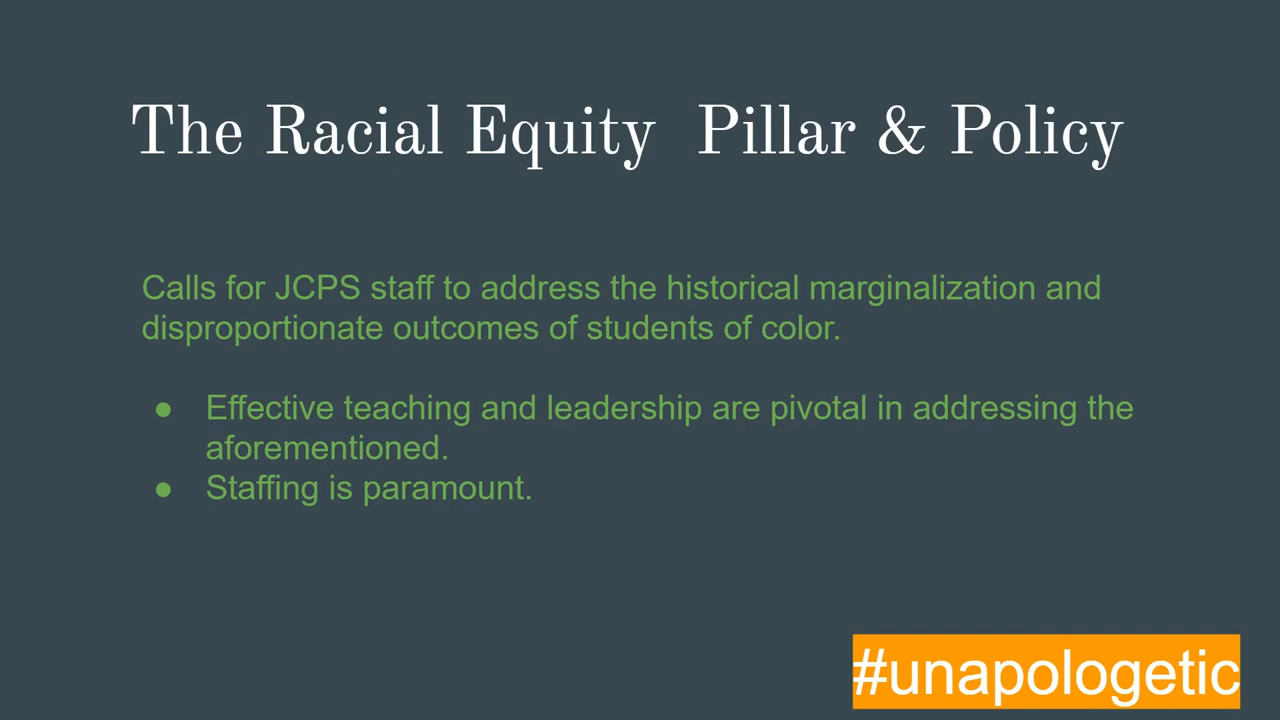 The Racial Equity Pillar & Policy
Calls for JCPS staff to address the historical marginalization and
disproportionate outcomes of students of color.
● Effective teaching and leadership are pivotal in addressing the
aforementioned.
● Staffing is paramount.
#unapologetic